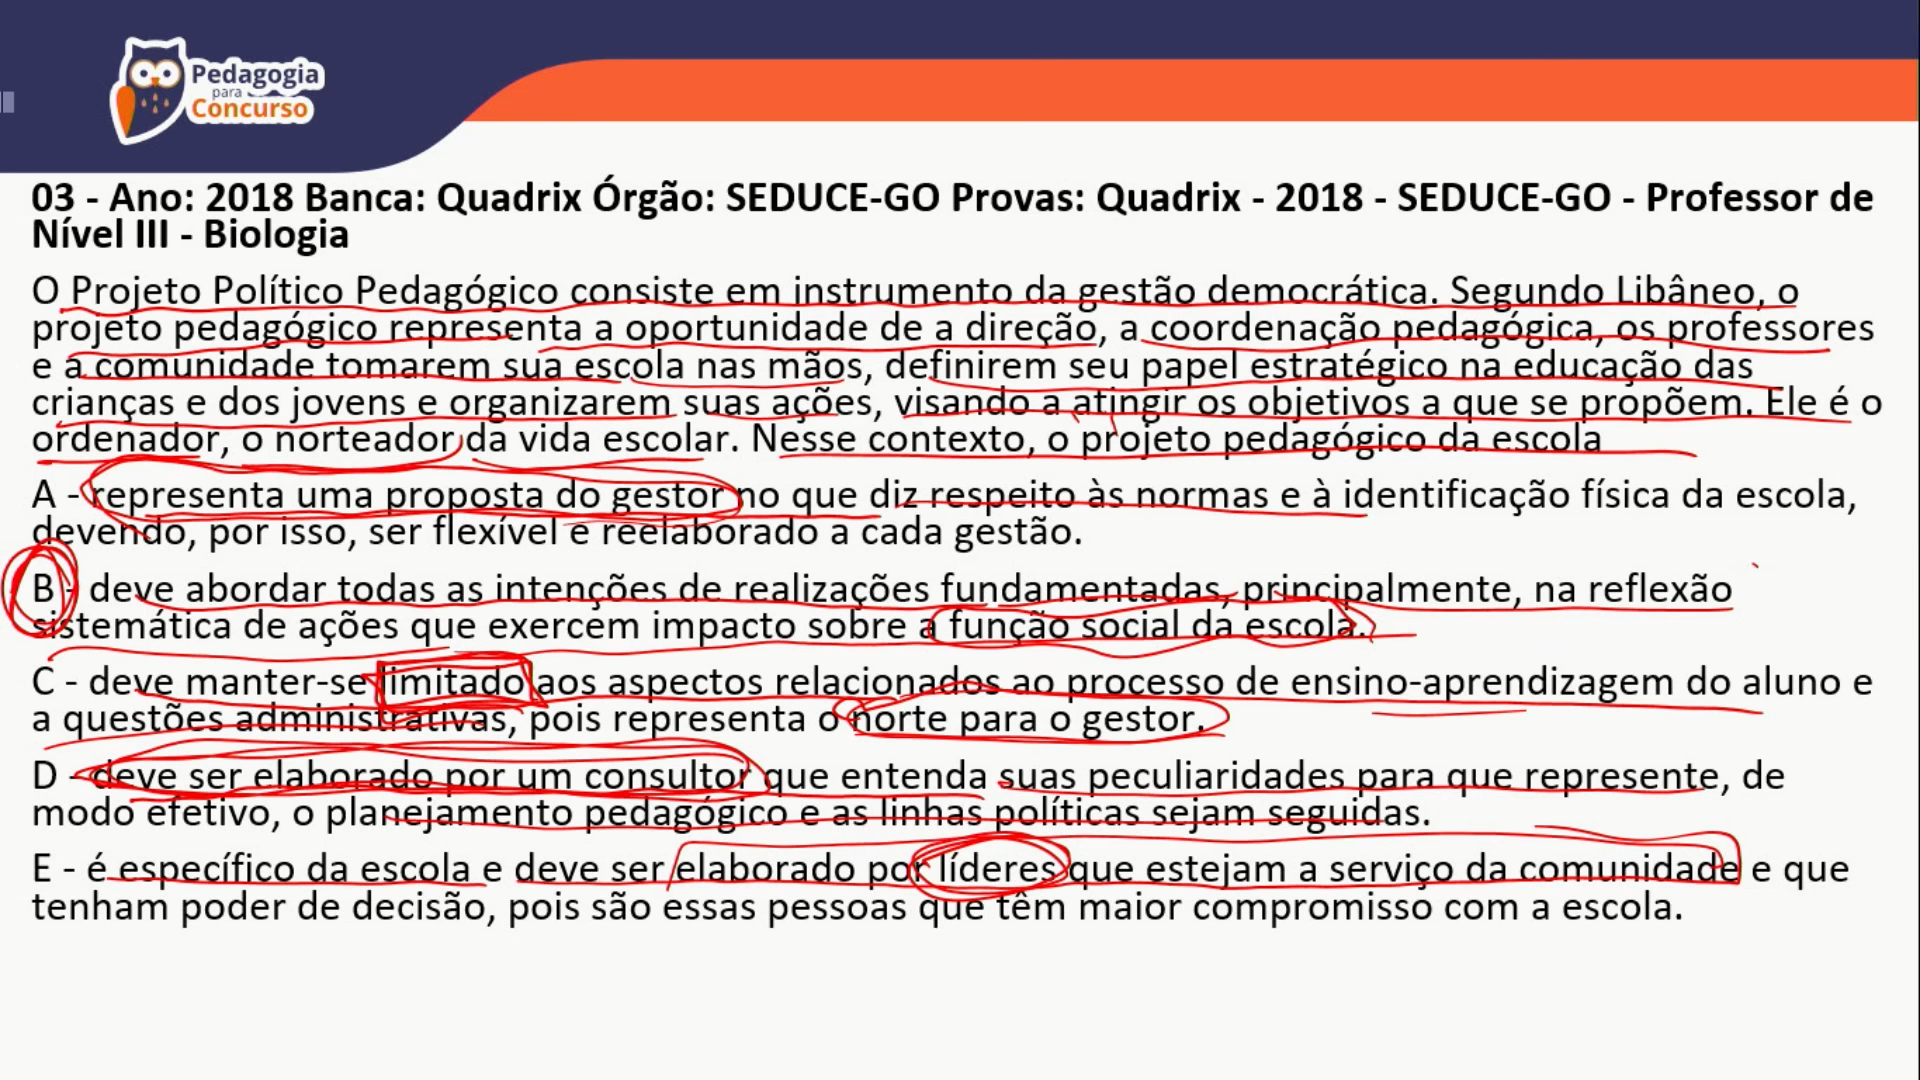 Pedagogia
para
Concurso
03 - Ano: 2018 Banca: Quadrix Órgão: SEDUCE-GO Provas: Quadrix - 2018 - SEDUCE-GO - Professor de
Nível III - Biologia
O Projeto Político Pedagógico consiste em instrumento da gestão democrática. Segundo Libâneo, o
projeto pedagógico representa a oportunidade de a direção, a coordenação pedagógica, os professores
e a comunidade tomarem sua escola nas mãos, definirem seu papel estratégico na educação das
crianças e dos jovens e organizarem suas ações, visando a atingir os objetivos a que se propõem. Ele é o
ordenador, o norteador da vida escolar. Nesse contexto, o projeto pedagógico da escola
A - representa uma proposta do gestor no que diz respeito às normas e à identificação física da escola,
devendo, por isso, ser flexível e reelaborado a cada gestão.
B - deve abordar todas as intenções de realizações fundamentadas, principalmente, na reflexão
sistemática de ações que exercem impacto sobre a função social da escola.
C - deve manter-se limitado aos aspectos relacionados ao processo de ensino-aprendizagem do aluno e
a questões administrativas, pois representa o norte para o gestor.
D - deve ser elaborado por um consultor que entenda suas peculiaridades para que represente, de
modo efetivo, o planejamento pedagógico e as linhas políticas sejam seguidas.
E - é específico da escola e deve ser elaborado por líderes que estejam a serviço da comunidade e que
tenham poder de decisão, pois são essas pessoas que têm maior compromisso com a escola.